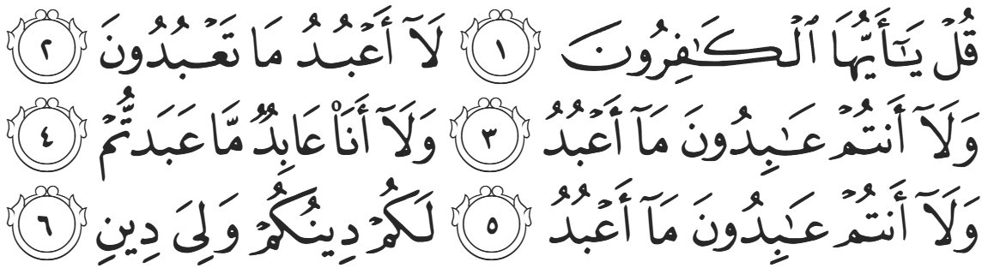 قُلْ يَـٰٓأَيُّهَا ٱلْكَـٰفِرُونَ ١ لَآ أَعْبُدُ مَا تَعْبُدُونَ ٢
وَلَآ أَنتُمْ عَـٰبِدُونَ مَآ أَعْبُدُ ٣ وَلَآ أَنَا۠ عَابِدٌ مَّا عَبَدتُّمْ ٤
وَلَآ أَنتُمْ عَـٰبِدُونَ مَآ أَعْبُدُ ٥ لَكُمْ دِينُكُمْ وَلِىَ دِينِ ٦